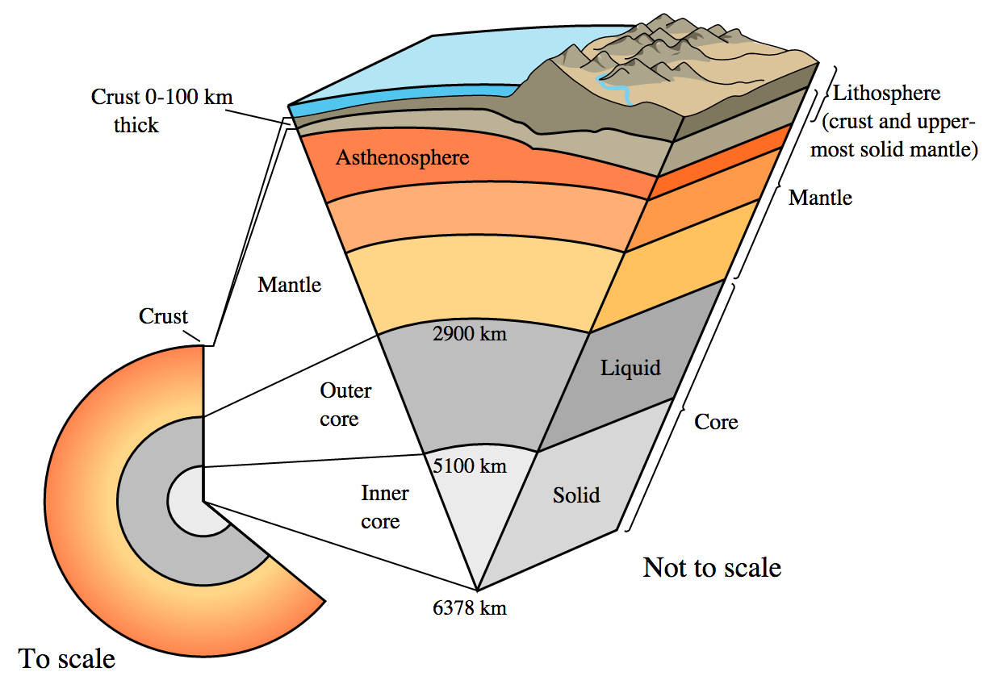 Crust 0-100 km
thick
Lithosphere
(crust and upper-
most solid mantle)
Asthenosphere
Mantle
Mantle
Crust
2900 km
Liquid
Outer
core
Core
5100 km
Inner
core
Solid
Not to scale
6378 km
To scale